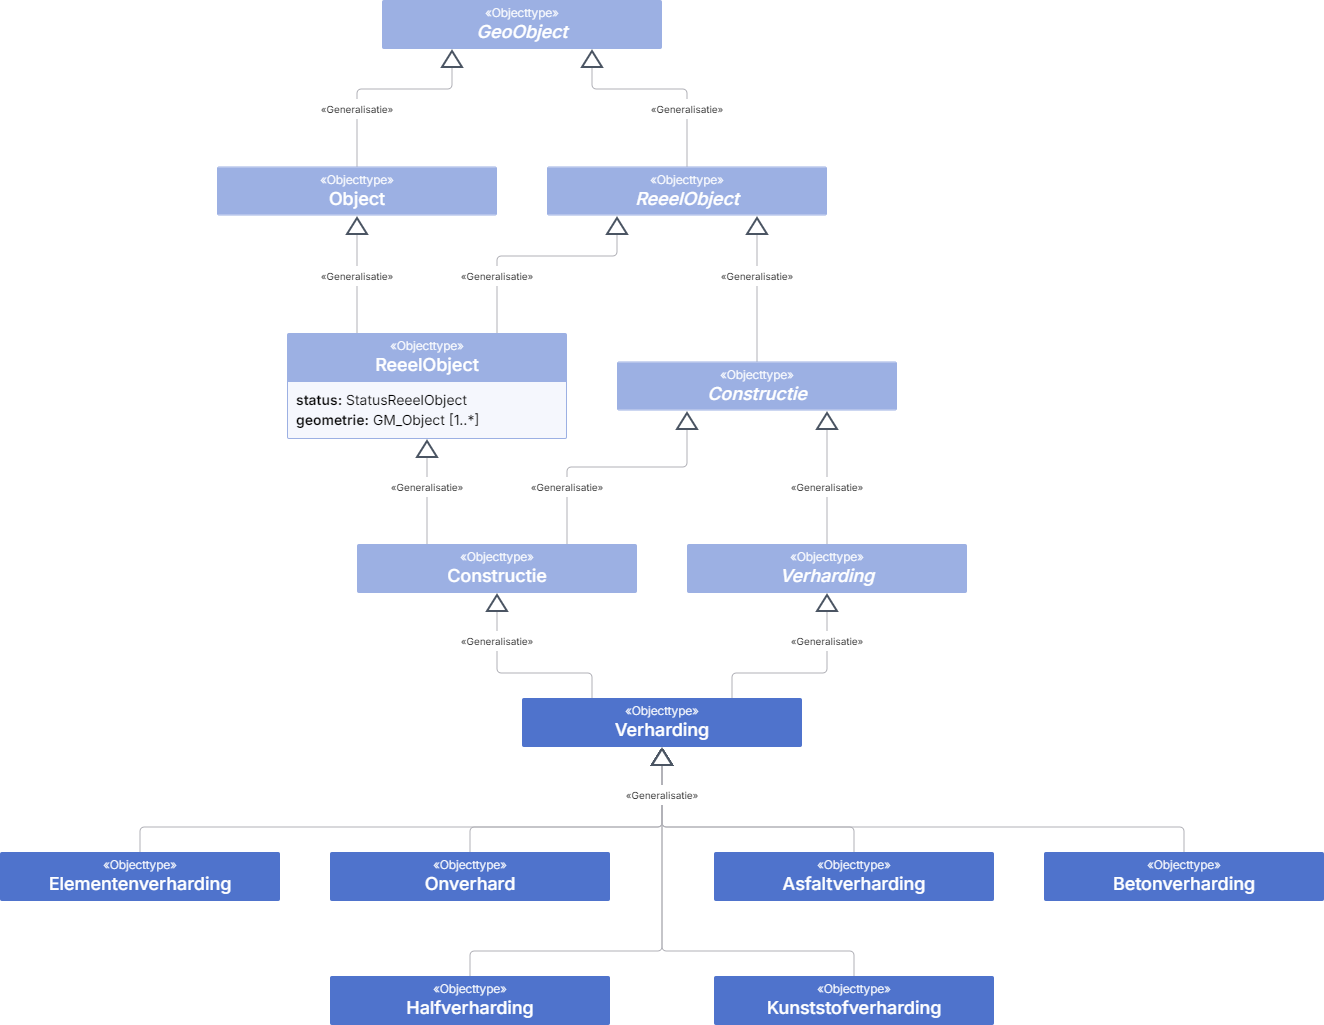 «Objecttype»
GeoObject
«Generalisatie»
«Generalisatie»
«Objecttype»
Object
«Objecttype»
ReeelObject
«Generalisatie»
«Generalisatie»
«Generalisatie»
«Objecttype»
ReeelObject
status: StatusReeelObject
geometrie: GM_Object [1..*]
«Objecttype»
Constructie
«Generalisatie»
«Generalisatie»
«Generalisatie»
«Objecttype»
Constructie
«Objecttype»
Verharding
«Generalisatie»
«Generalisatie»
«Objecttype»
Verharding
«Generalisatie»
«Objecttype»
Elementenverharding
«Objecttype»
Onverhard
«Objecttype»
Asfaltverharding
«Objecttype»
Betonverharding
«Objecttype»
Halfverharding
«Objecttype»
Kunststofverharding